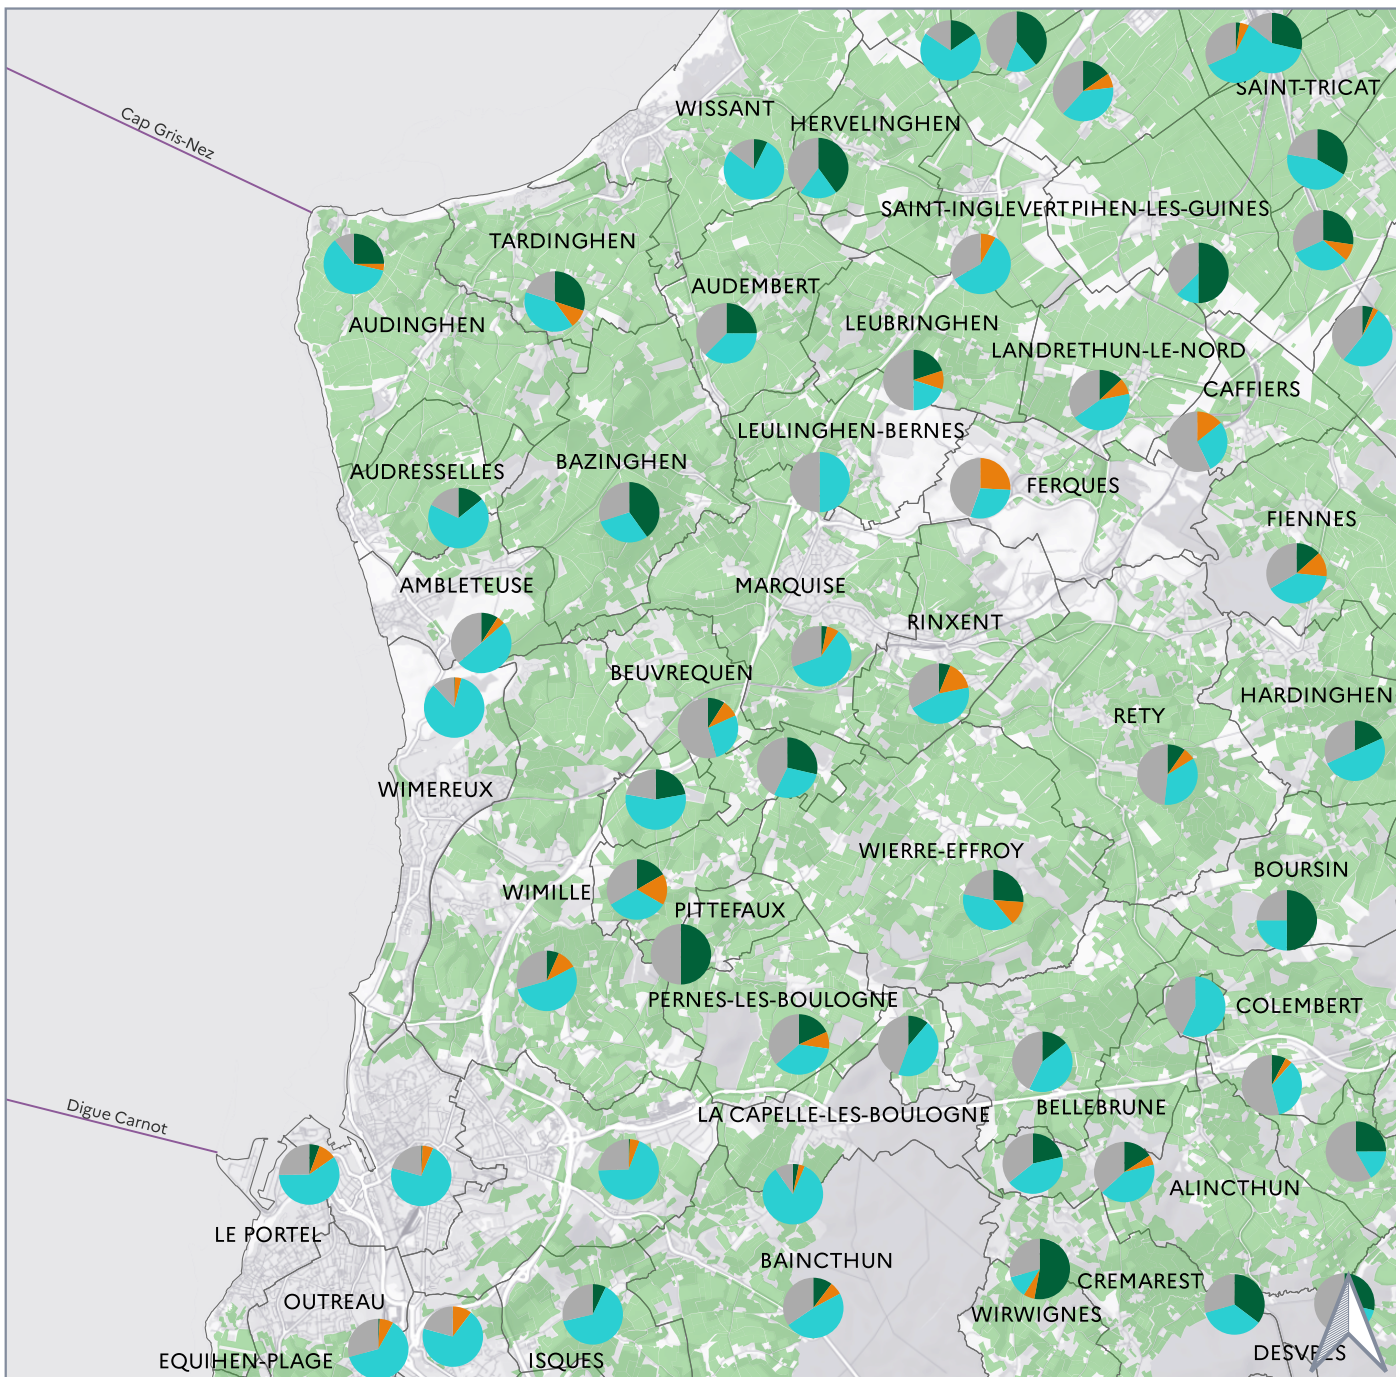 SAINT-TRICAT
WISSANT
Cap Gris-Nez
HERVELINGHEN
SAINT-INGLEVERT
PIHEN-LES-GUINES
TARDINGHEN
AUDEMBERT
AUDINGHEN
LEUBRINGHEN
LANDRETHUN-LE-NORD
CAFFIERS
LEULINGHEN-BERNES
AUDRESSELLES
BAZINGHEN
FERQUES
FIENNES
AMBLETEUSE
MARQUISE
RINXENT
BEUVREQUEN
HARDINGHEN
RETY
WIMEREUX
WIERRE-EFFROY
BOURSIN
WIMILLE
PITTEFAUX
PERNES-LES-BOULOGNE
COLEMBERT
Digue Carnot
LA CAPELLE-LES-BOULOGNE
BELLEBRUNE
ALINCTHUN
LE PORTEL
BAINCTHUN
CREMAREST
OUTREAU
WIRWIGNES
EQUIHEN-PLAGE
ISQUES
DESVRES